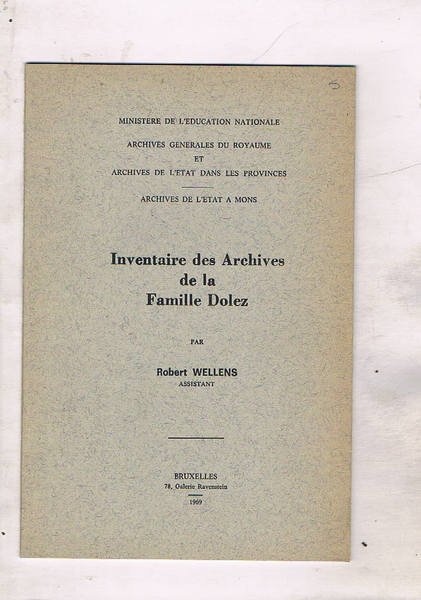 MINISTERE DE L'EDUCATION NATIONALE
ARCHIVES GENERALES DU ROYAUME
ET
ARCHIVES DE L'ETAT DANS LES PROVINCES
ARCHIVES DE L'ETAT A MONS
Inventaire des Archives
de la
Famille Dolez
PAR
Robert WELLENS
ASSISTANT
BRUXELLES
78, Galerie Ravenstein
1969